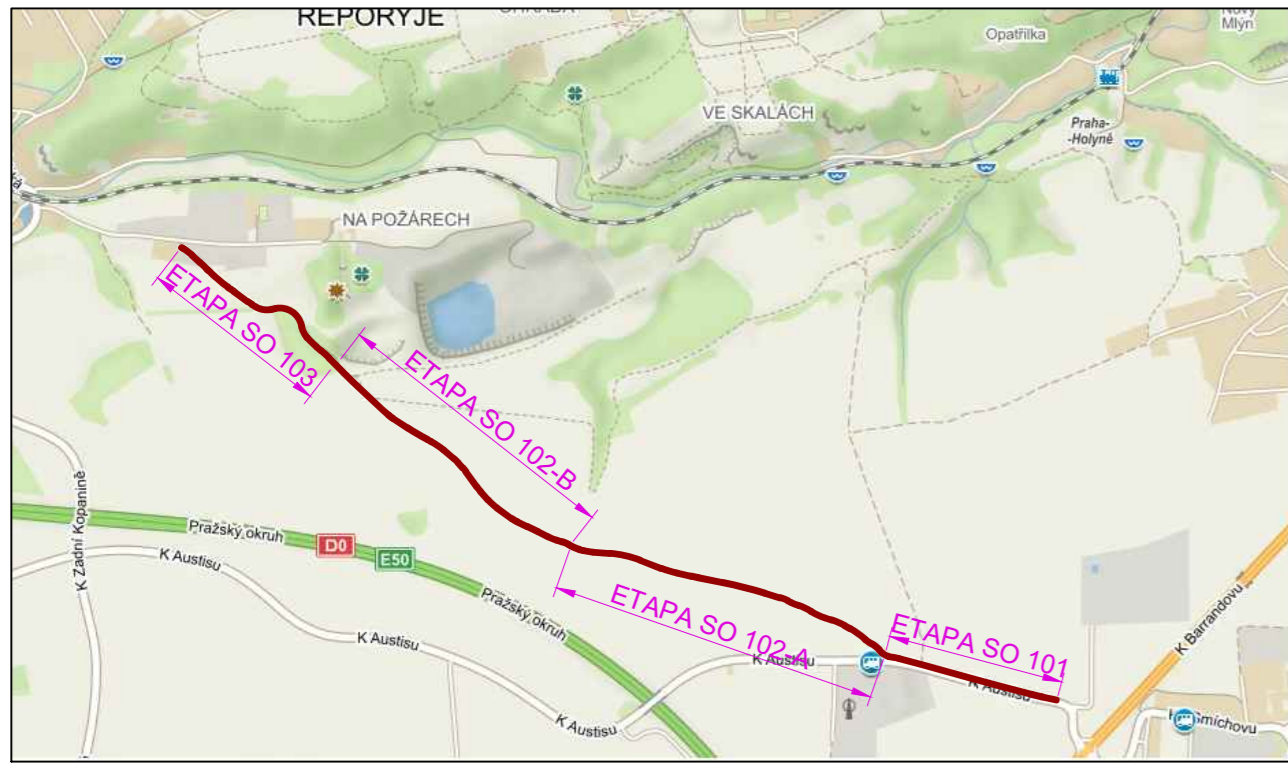 ŘEPORYJE
Opatřilka
Nový
Mlýn
VE SKALÁCH
Praha-
-Holyně
NA POŽÁRECH
ETAPA SO 103
ETAPA SO 102-B
K Zadní Kopanině
Pražský okruh
D0
E50
K Austisu
Pražský okruh
ETAPA SO 102-A
ETAPA SO 101
K Barrandovu
K Austisu
K Austisu
K Austisu
K Austisu